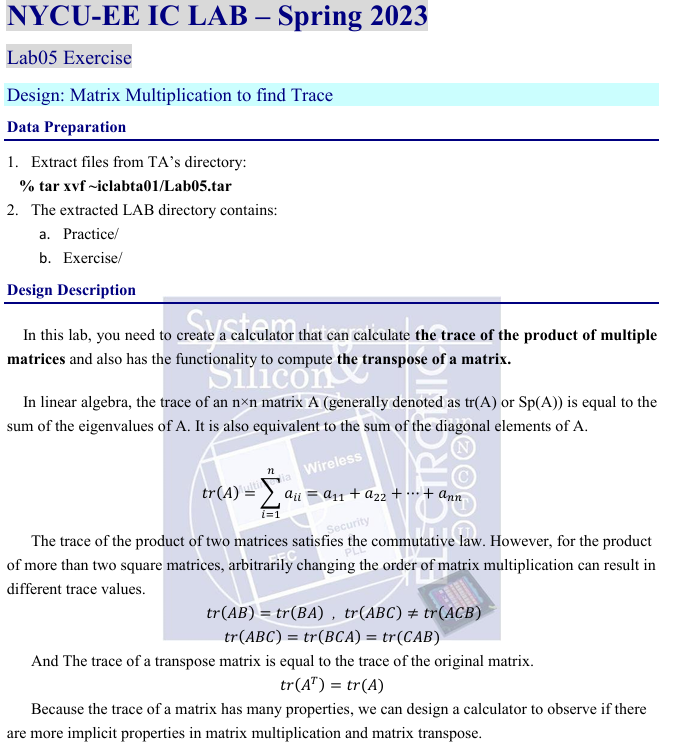 NYCU-EE IC LAB – Spring 2023
Lab05 Exercise
Design: Matrix Multiplication to find Trace
Data Preparation
1. Extract files from TA's directory:
% tar xvf ~iclabta01/Lab05.tar
2. The extracted LAB directory contains:
a. Practice/
b. Exercise/
Design Description
In this lab, you need to create a calculator that can calculate the trace of the product of multiple
matrices and also has the functionality to compute the transpose of a matrix.
In linear algebra, the trace of an n×n matrix A (generally denoted as tr(A) or Sp(A)) is equal to the
sum of the eigenvalues of A. It is also equivalent to the sum of the diagonal elements of A.
tr(A) = ∑_{i=1}^{n} a_{ii} = a_{11} + a_{22} + ⋯ + a_{nn}
The trace of the product of two matrices satisfies the commutative law. However, for the product
of more than two square matrices, arbitrarily changing the order of matrix multiplication can result in
different trace values.
tr(AB) = tr(BA) , tr(ABC) ≠ tr(ACB)
tr(ABC) = tr(BCA) = tr(CAB)
And The trace of a transpose matrix is equal to the trace of the original matrix.
tr(A^T) = tr(A)
Because the trace of a matrix has many properties, we can design a calculator to observe if there
are more implicit properties in matrix multiplication and matrix transpose.
System
Silicon
&
Wireless
Security
ELECTRONICS